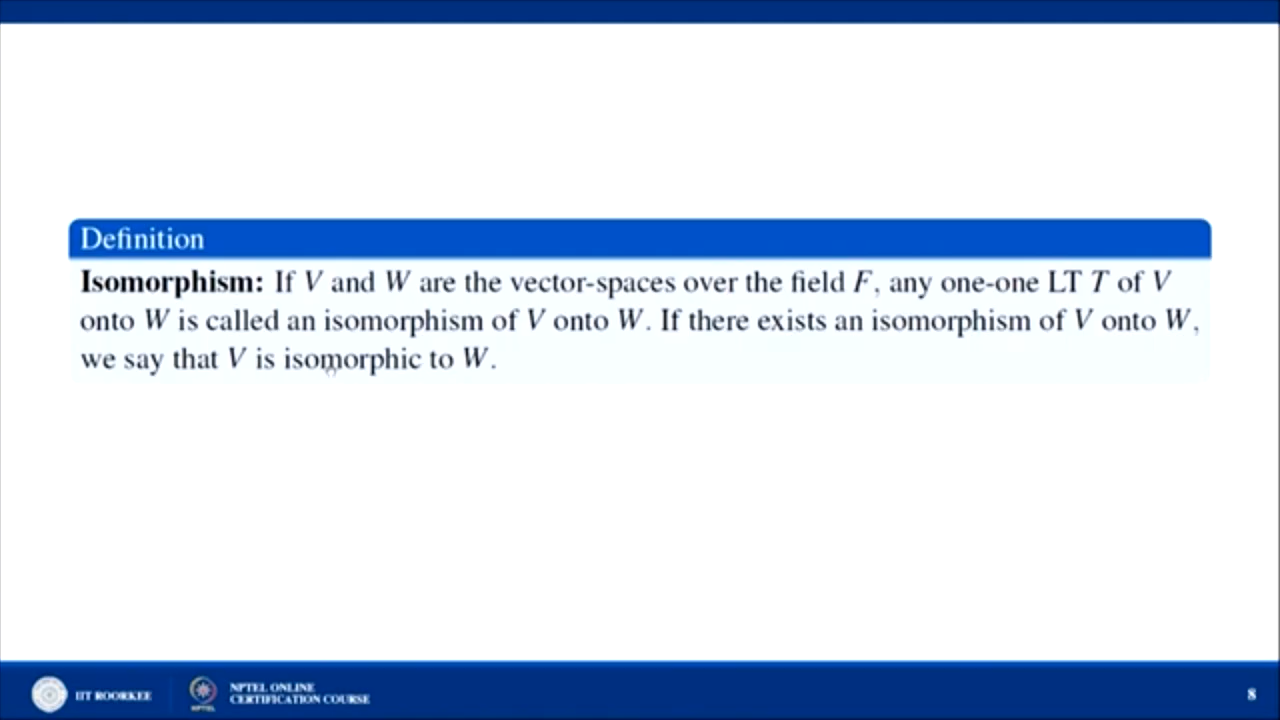 Definition
Isomorphism: If V and W are the vector-spaces over the field F, any one-one LT T of V
onto W is called an isomorphism of V onto W. If there exists an isomorphism of V onto W,
we say that V is isomorphic to W.
IIT ROORKEE
NPTEL ONLINE
CERTIFICATION COURSE
NPTEL
8